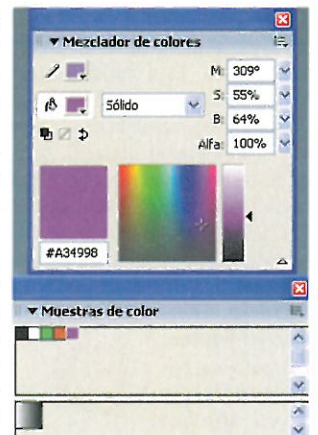 Mezclador de colores
M: 309°
Sólido
S: 55%
B: 64%
Alfa: 100%
#A34998
Muestras de color